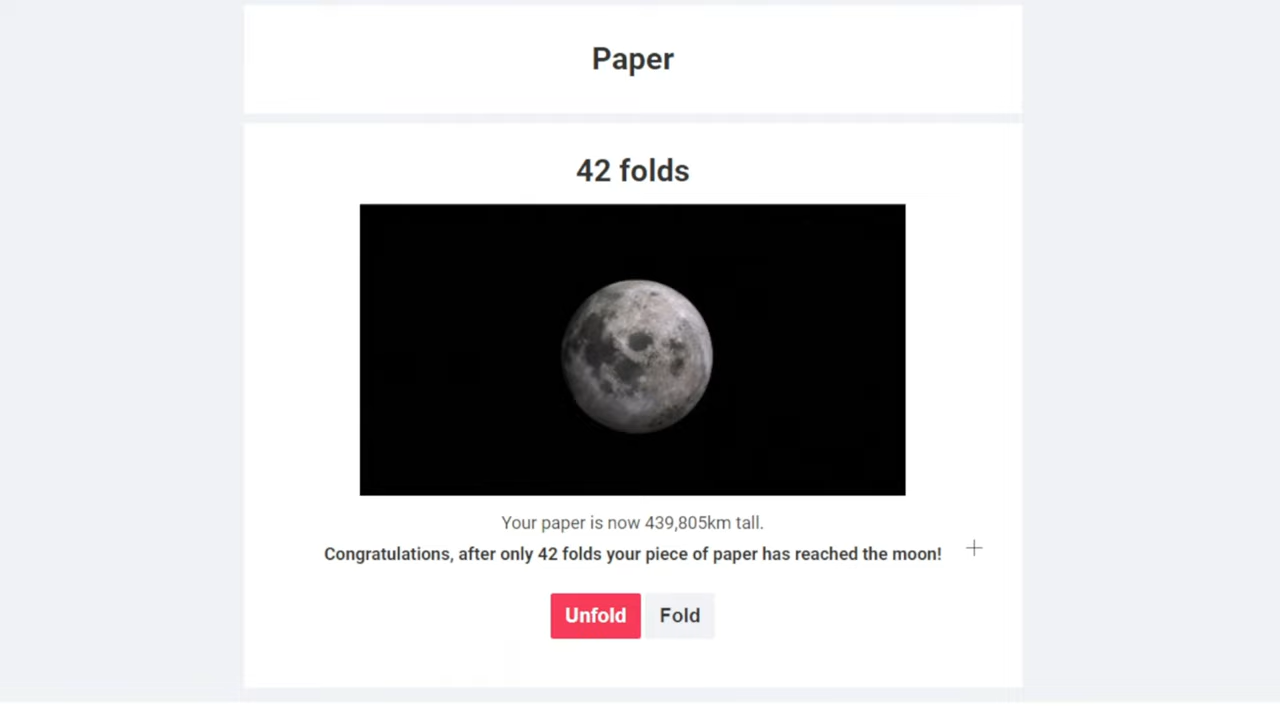 Paper
42 folds
Your paper is now 439,805km tall.
Congratulations, after only 42 folds your piece of paper has reached the moon!
Unfold Fold